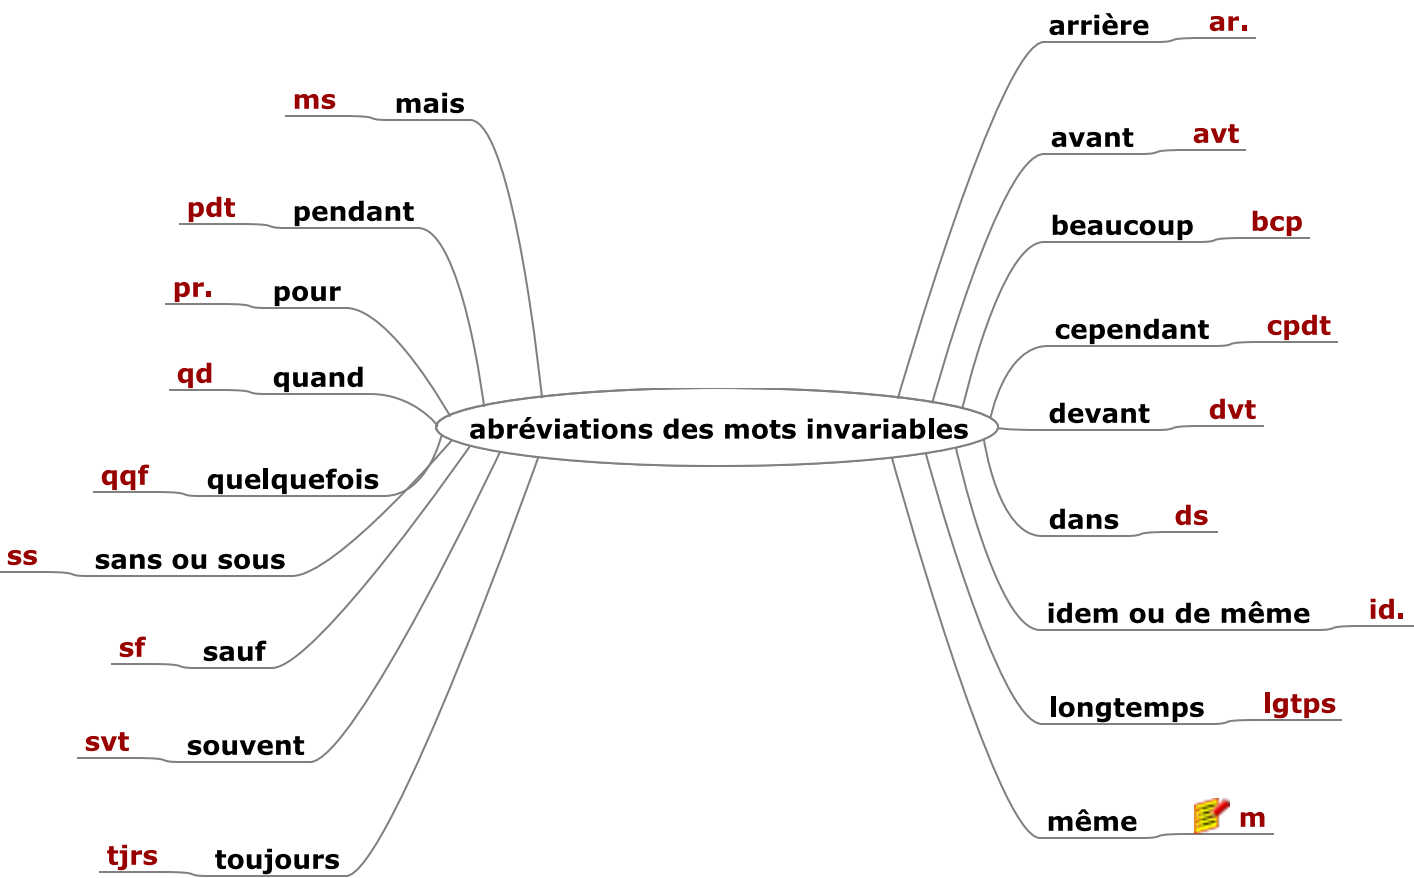 abréviations des mots invariables
arrière ar.
avant avt
beaucoup bcp
cependant cpdt
devant dvt
dans ds
idem ou de même id.
longtemps lgtps
même m
ms mais
pdt pendant
pr. pour
qd quand
qqf quelquefois
ss sans ou sous
sf sauf
svt souvent
tjrs toujours